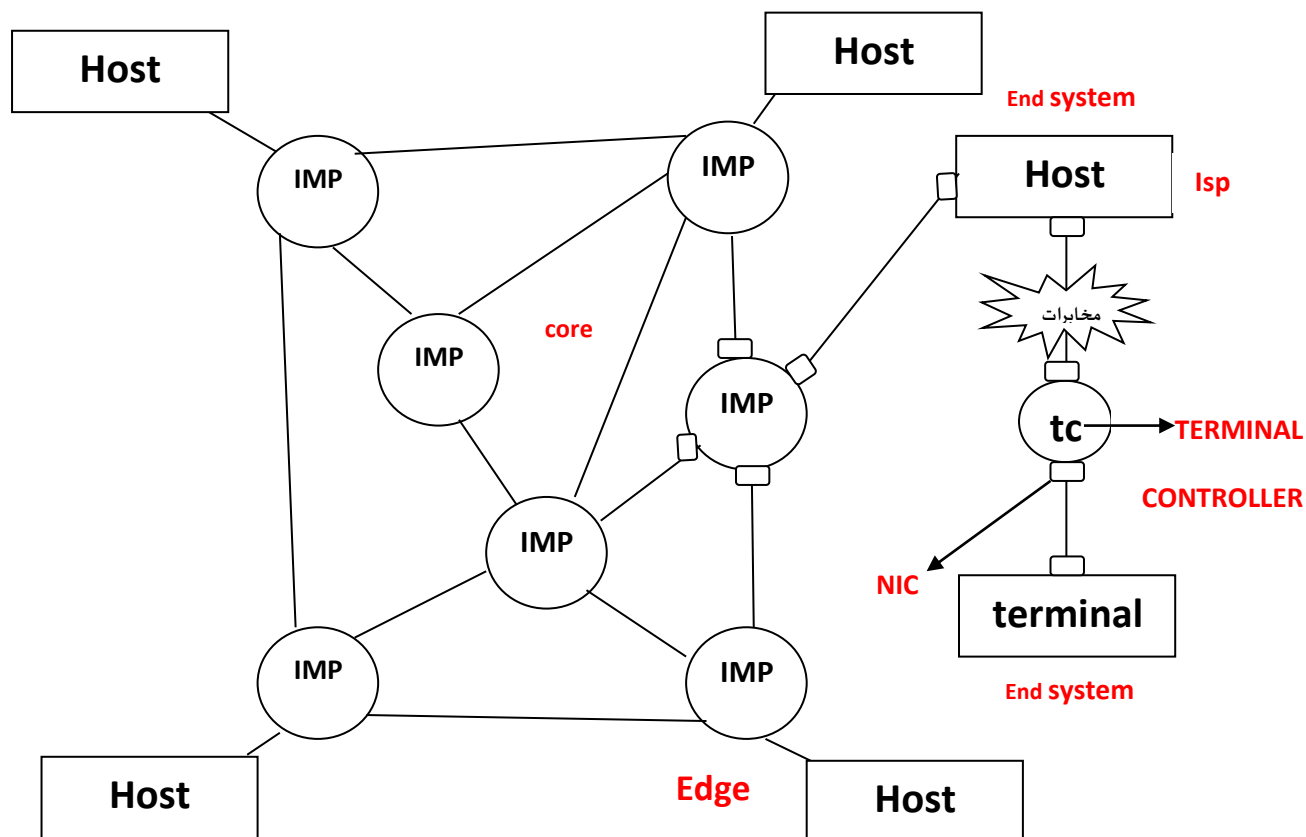 Host
Host
End system
IMP
IMP
Host
Isp
مخابرات
core
IMP
IMP
tc
TERMINAL
CONTROLLER
IMP
NIC
terminal
IMP
IMP
End system
Edge
Host
Host